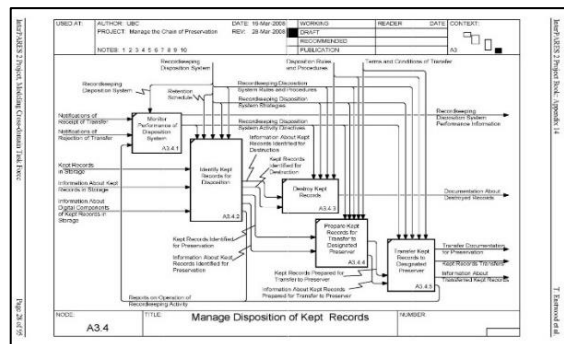 USED AT:
AUTHOR: UBC
DATE: 19-Mar-2008
WORKING
READER
DATE
CONTEXT:
PROJECT: Manage the Chain of Preservation
REV: 28-Mar-2008
DRAFT
RECOMMENDED
NOTES: 1 2 3 4 5 6 7 8 9 10
PUBLICATION
A3
InterPARES 2 Project, Modeling Cross-domain Task Force
InterPARES 2 Project Book: Appendix 14
Recordkeeping
Disposition System
Disposition Rules
and Procedures
Terms and Conditions of Transfer
Recordkeeping
Disposition System
Retention
Schedule
Recordkeeping Disposition
System Rules and Procedures
Recordkeeping Disposition
System Strategies
Notifications of
Receipt of Transfer
Notifications of
Rejection of Transfer
Monitor
Performance of
Disposition
System
A3.4.1
Recordkeeping Disposition
System Activity Directives
Recordkeeping
Disposition System
Performance Information
Information About
Kept Records
Identified for
Destruction
Kept
Records
Identified for
Destruction
Kept Records
in Storage
Information About Kept
Records in Storage
Information About
Digital Components
of Kept Records in
Storage
Identify Kept
Records for
Disposition
A3.4.2
Destroy Kept
Records
A3.4.3
Documentation About
Destroyed Records
Prepare Kept
Records for
Transfer to
Designated
Preserver
A3.4.4
Transfer Kept
Records to
Designated
Preserver
A3.4.5
Kept Records Identified
for Preservation
Information About Kept
Records Identified for
Preservation
Kept Records Prepared
for Transfer to Preserver
Information About Kept Records
Prepared for Transfer to Preserver
Transfer Documentation
for Preservation
Kept Records Transferred
Information About
Transferred Kept Records
Reports on Operation of
Recordkeeping Activity
NODE:
A3.4
TITLE:
Manage Disposition of Kept Records
NUMBER:
Page 28 of 95
T. Eastwood et al.